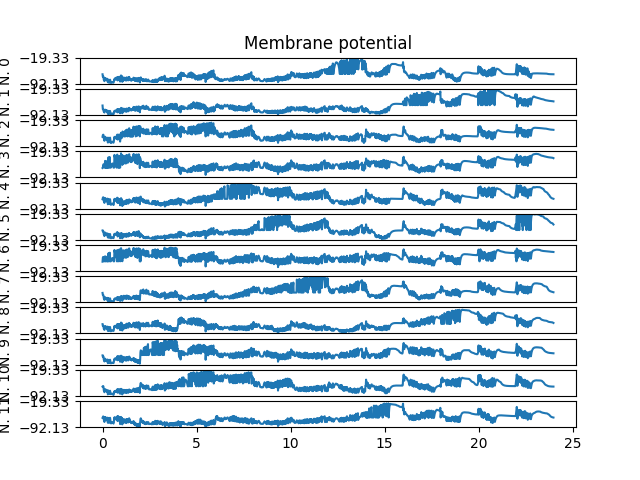 Membrane potential
−19.33
−92.13
N. 0
−19.33
−92.13
N. 1
−19.33
−92.13
N. 2
−19.33
−92.13
N. 3
−19.33
−92.13
N. 4
−19.33
−92.13
N. 5
−19.33
−92.13
N. 6
−19.33
−92.13
N. 7
−19.33
−92.13
N. 8
−19.33
−92.13
N. 9
−19.33
−92.13
N. 10
−19.33
−92.13
N. 11
0 5 10 15 20 25